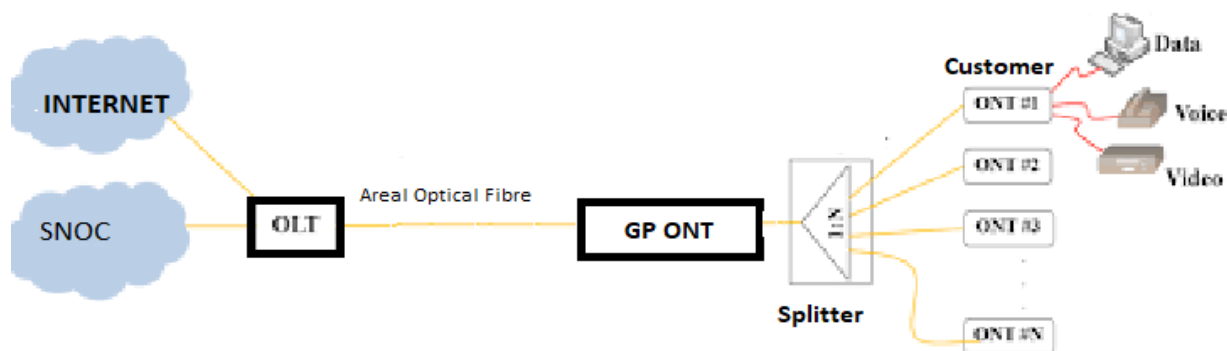 INTERNET
SNOC
OLT
Areal Optical Fibre
GP ONT
1:N
Splitter
Customer
ONT #1
ONT #2
ONT #3
ONT #N
Data
Voice
Video